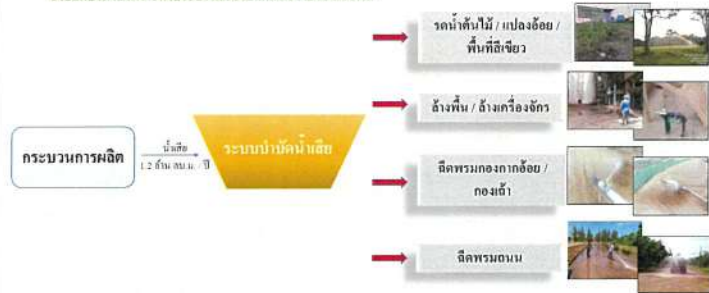 กระบวนการผลิต
น้ำเสีย
1.2 ล้าน ลบ.ม. / ปี
ระบบบำบัดน้ำเสีย
รดน้ำต้นไม้ / แปลงอ้อย /
พื้นที่สีเขียว
ล้างพื้น / ล้างเครื่องจักร
ฉีดพรมกองกากอ้อย /
กองเถ้า
ฉีดพรมถนน